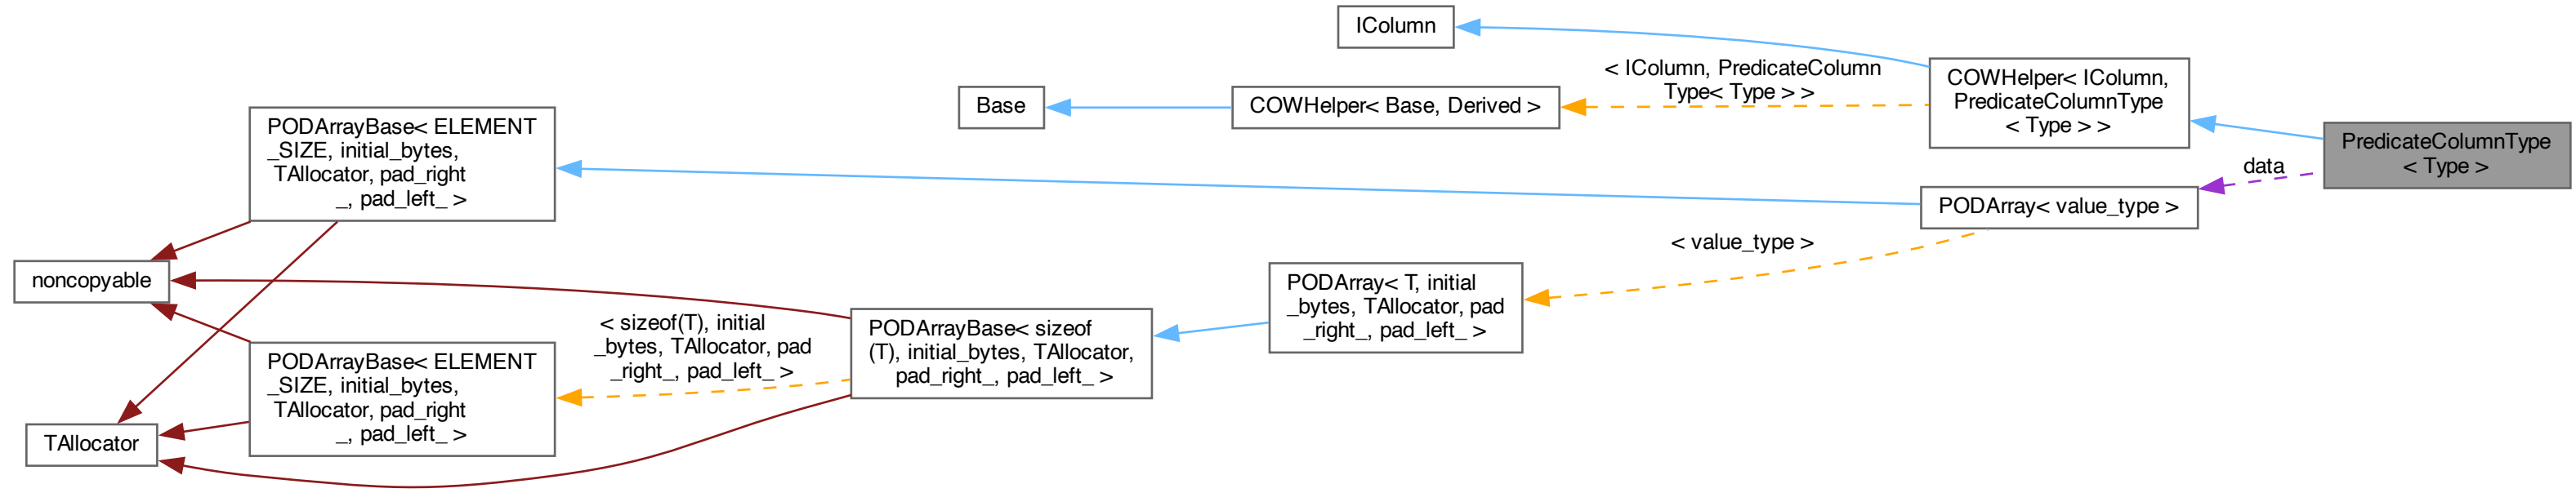 IColumn
< IColumn, PredicateColumn
Type< Type > >
COWHelper< IColumn,
PredicateColumnType
< Type > >
Base
COWHelper< Base, Derived >
PredicateColumnType
< Type >
data
PODArrayBase< ELEMENT
_SIZE, initial_bytes,
TAllocator, pad_right
_, pad_left_ >
PODArray< value_type >
< value_type >
noncopyable
PODArray< T, initial
_bytes, TAllocator, pad
_right_, pad_left_ >
< sizeof(T), initial
_bytes, TAllocator, pad
_right_, pad_left_ >
PODArrayBase< sizeof
(T), initial_bytes, TAllocator,
pad_right_, pad_left_ >
PODArrayBase< ELEMENT
_SIZE, initial_bytes,
TAllocator, pad_right
_, pad_left_ >
TAllocator